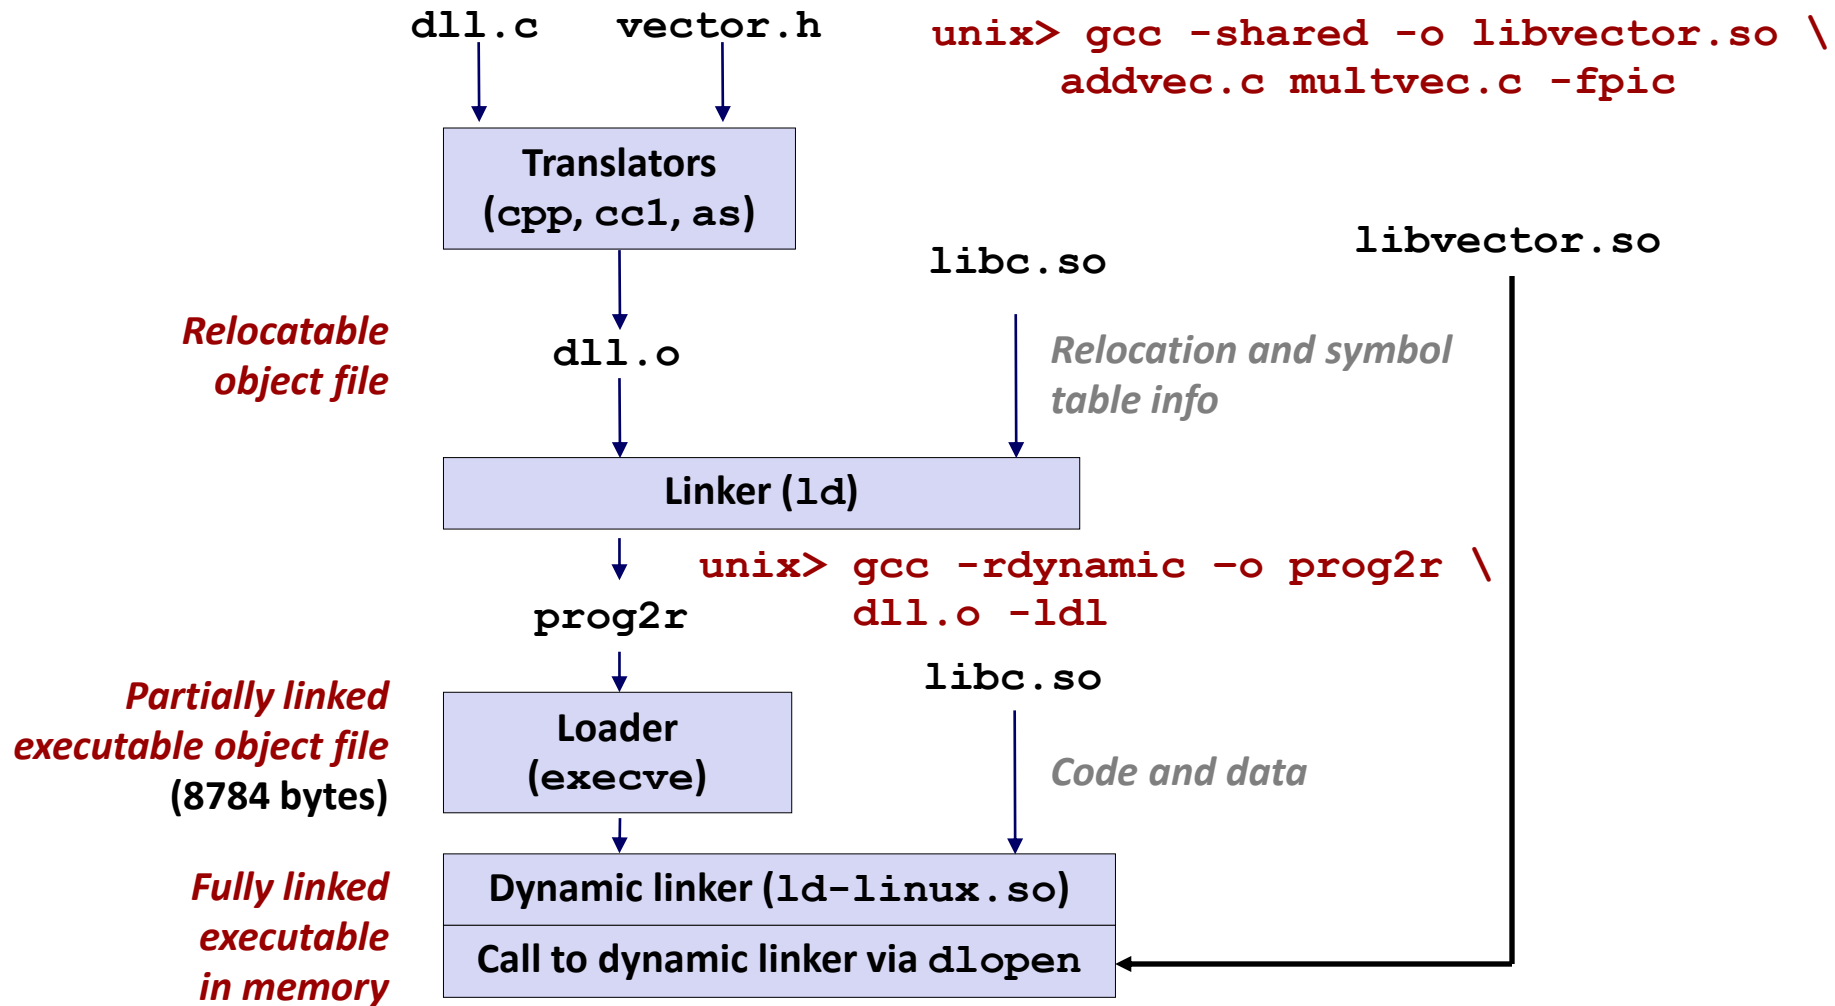 dll.c vector.h
unix> gcc -shared -o libvector.so \
addvec.c multvec.c -fpic
Translators
(cpp, cc1, as)
libc.so
libvector.so
Relocatable
object file
dll.o
Relocation and symbol
table info
Linker (ld)
unix> gcc -rdynamic –o prog2r \
dll.o -ldl
prog2r
libc.so
Partially linked
executable object file
(8784 bytes)
Loader
(execve)
Code and data
Fully linked
executable
in memory
Dynamic linker (ld-linux.so)
Call to dynamic linker via dlopen